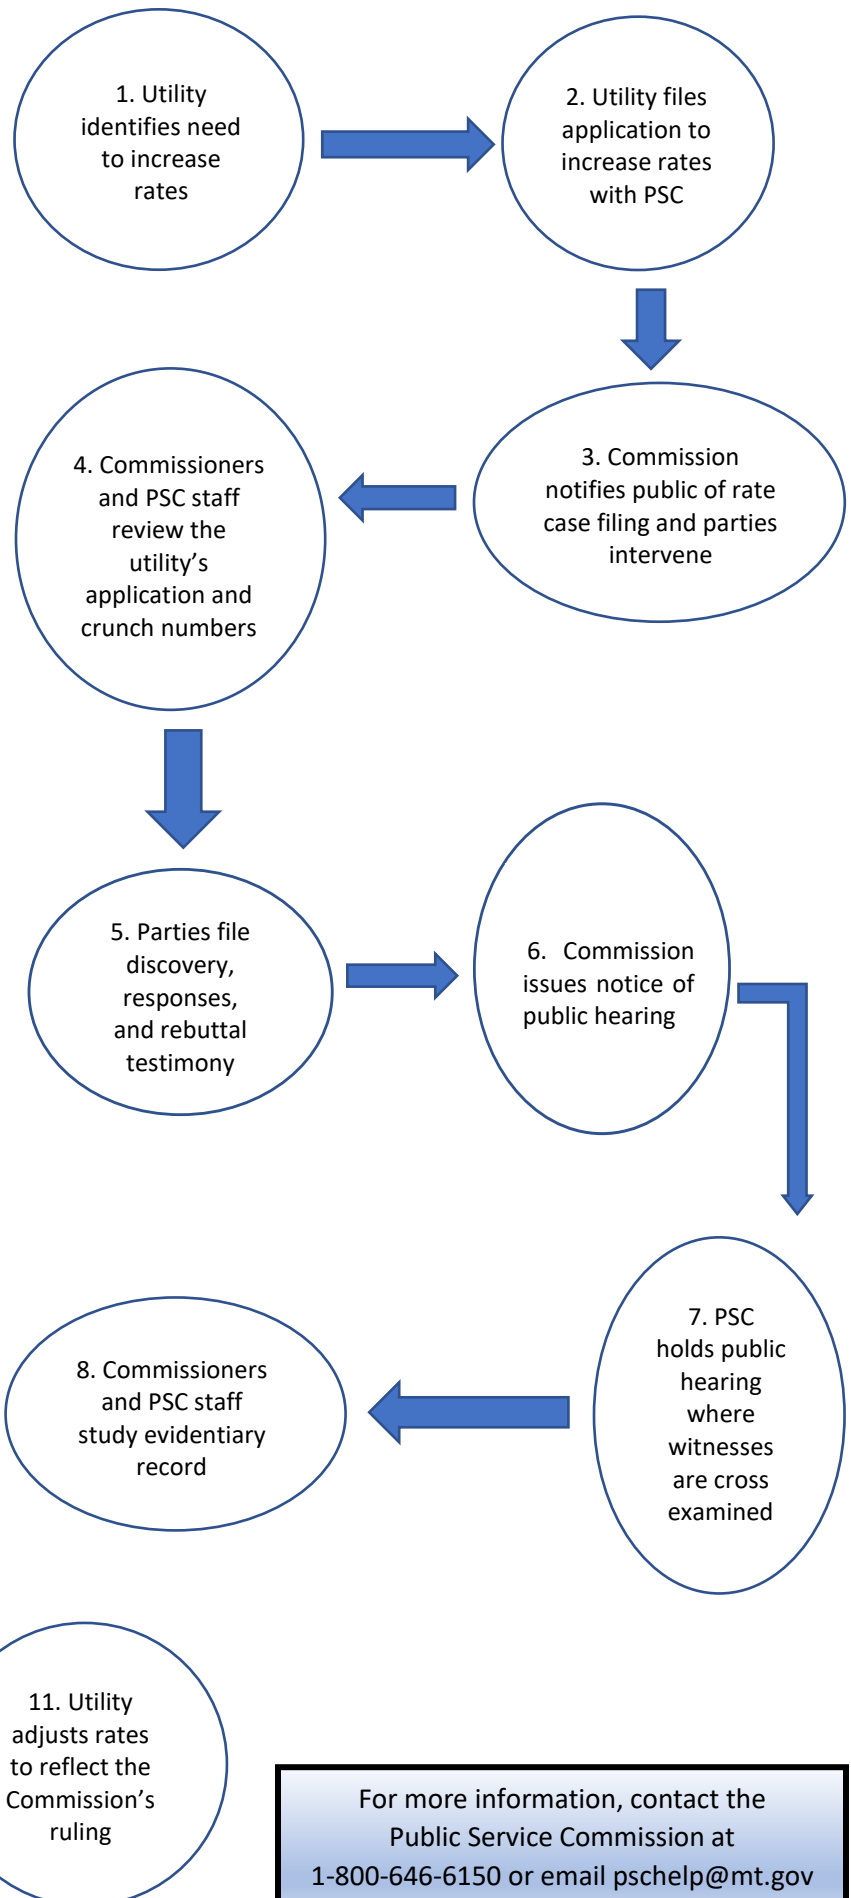 1. Utility
identifies need
to increase
rates
2. Utility files
application to
increase rates
with PSC
3. Commission
notifies public of rate
case filing and parties
intervene
4. Commissioners
and PSC staff
review the
utility’s
application and
crunch numbers
5. Parties file
discovery,
responses,
and rebuttal
testimony
6. Commission
issues notice of
public hearing
7. PSC
holds public
hearing
where
witnesses
are cross
examined
8. Commissioners
and PSC staff
study evidentiary
record
11. Utility
adjusts rates
to reflect the
Commission’s
ruling
For more information, contact the
Public Service Commission at
1-800-646-6150 or email pschelp@mt.gov